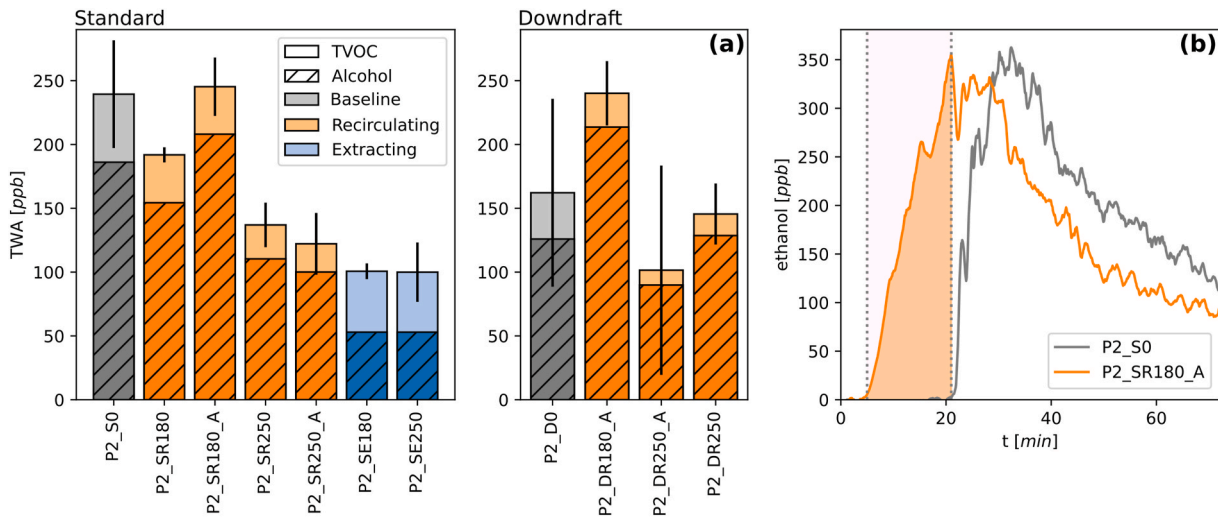 Standard
Downdraft
(a)
(b)
TVOC
Alcohol
Baseline
Recirculating
Extracting
TWA [ppb]
250
200
150
100
50
0
P2_S0
P2_SR180
P2_SR180_A
P2_SR250
P2_SR250_A
P2_SE180
P2_SE250
250
200
150
100
50
0
P2_D0
P2_DR180_A
P2_DR250_A
P2_DR250
ethanol [ppb]
350
300
250
200
150
100
50
0
P2_S0
P2_SR180_A
0 20 40 60
t [min]